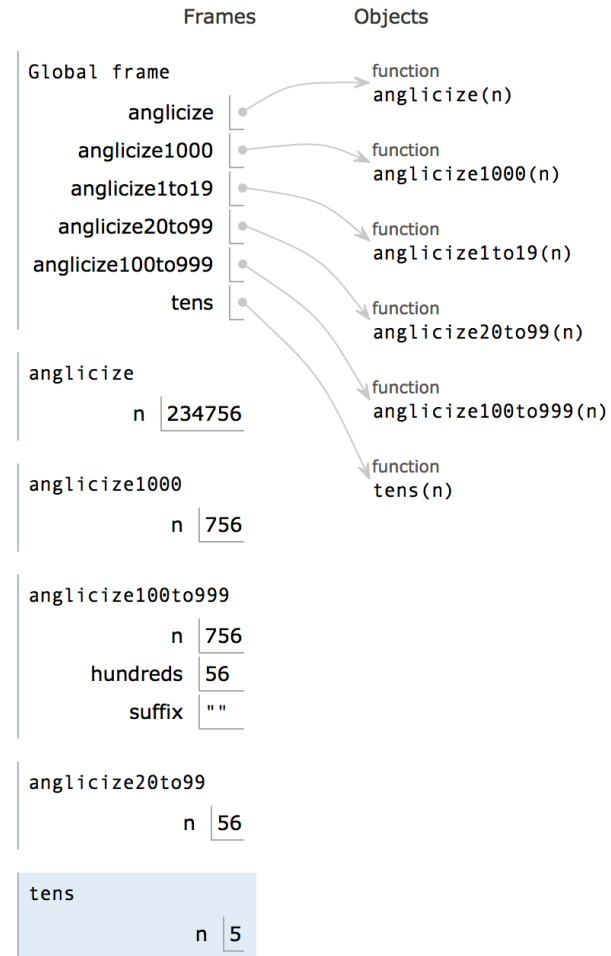 Frames Objects
Global frame
anglicize
anglicize1000
anglicize1to19
anglicize20to99
anglicize100to999
tens
function
anglicize(n)
function
anglicize1000(n)
function
anglicize1to19(n)
function
anglicize20to99(n)
function
anglicize100to999(n)
function
tens(n)
anglicize
n 234756
anglicize1000
n 756
anglicize100to999
n 756
hundreds 56
suffix ""
anglicize20to99
n 56
tens
n 5